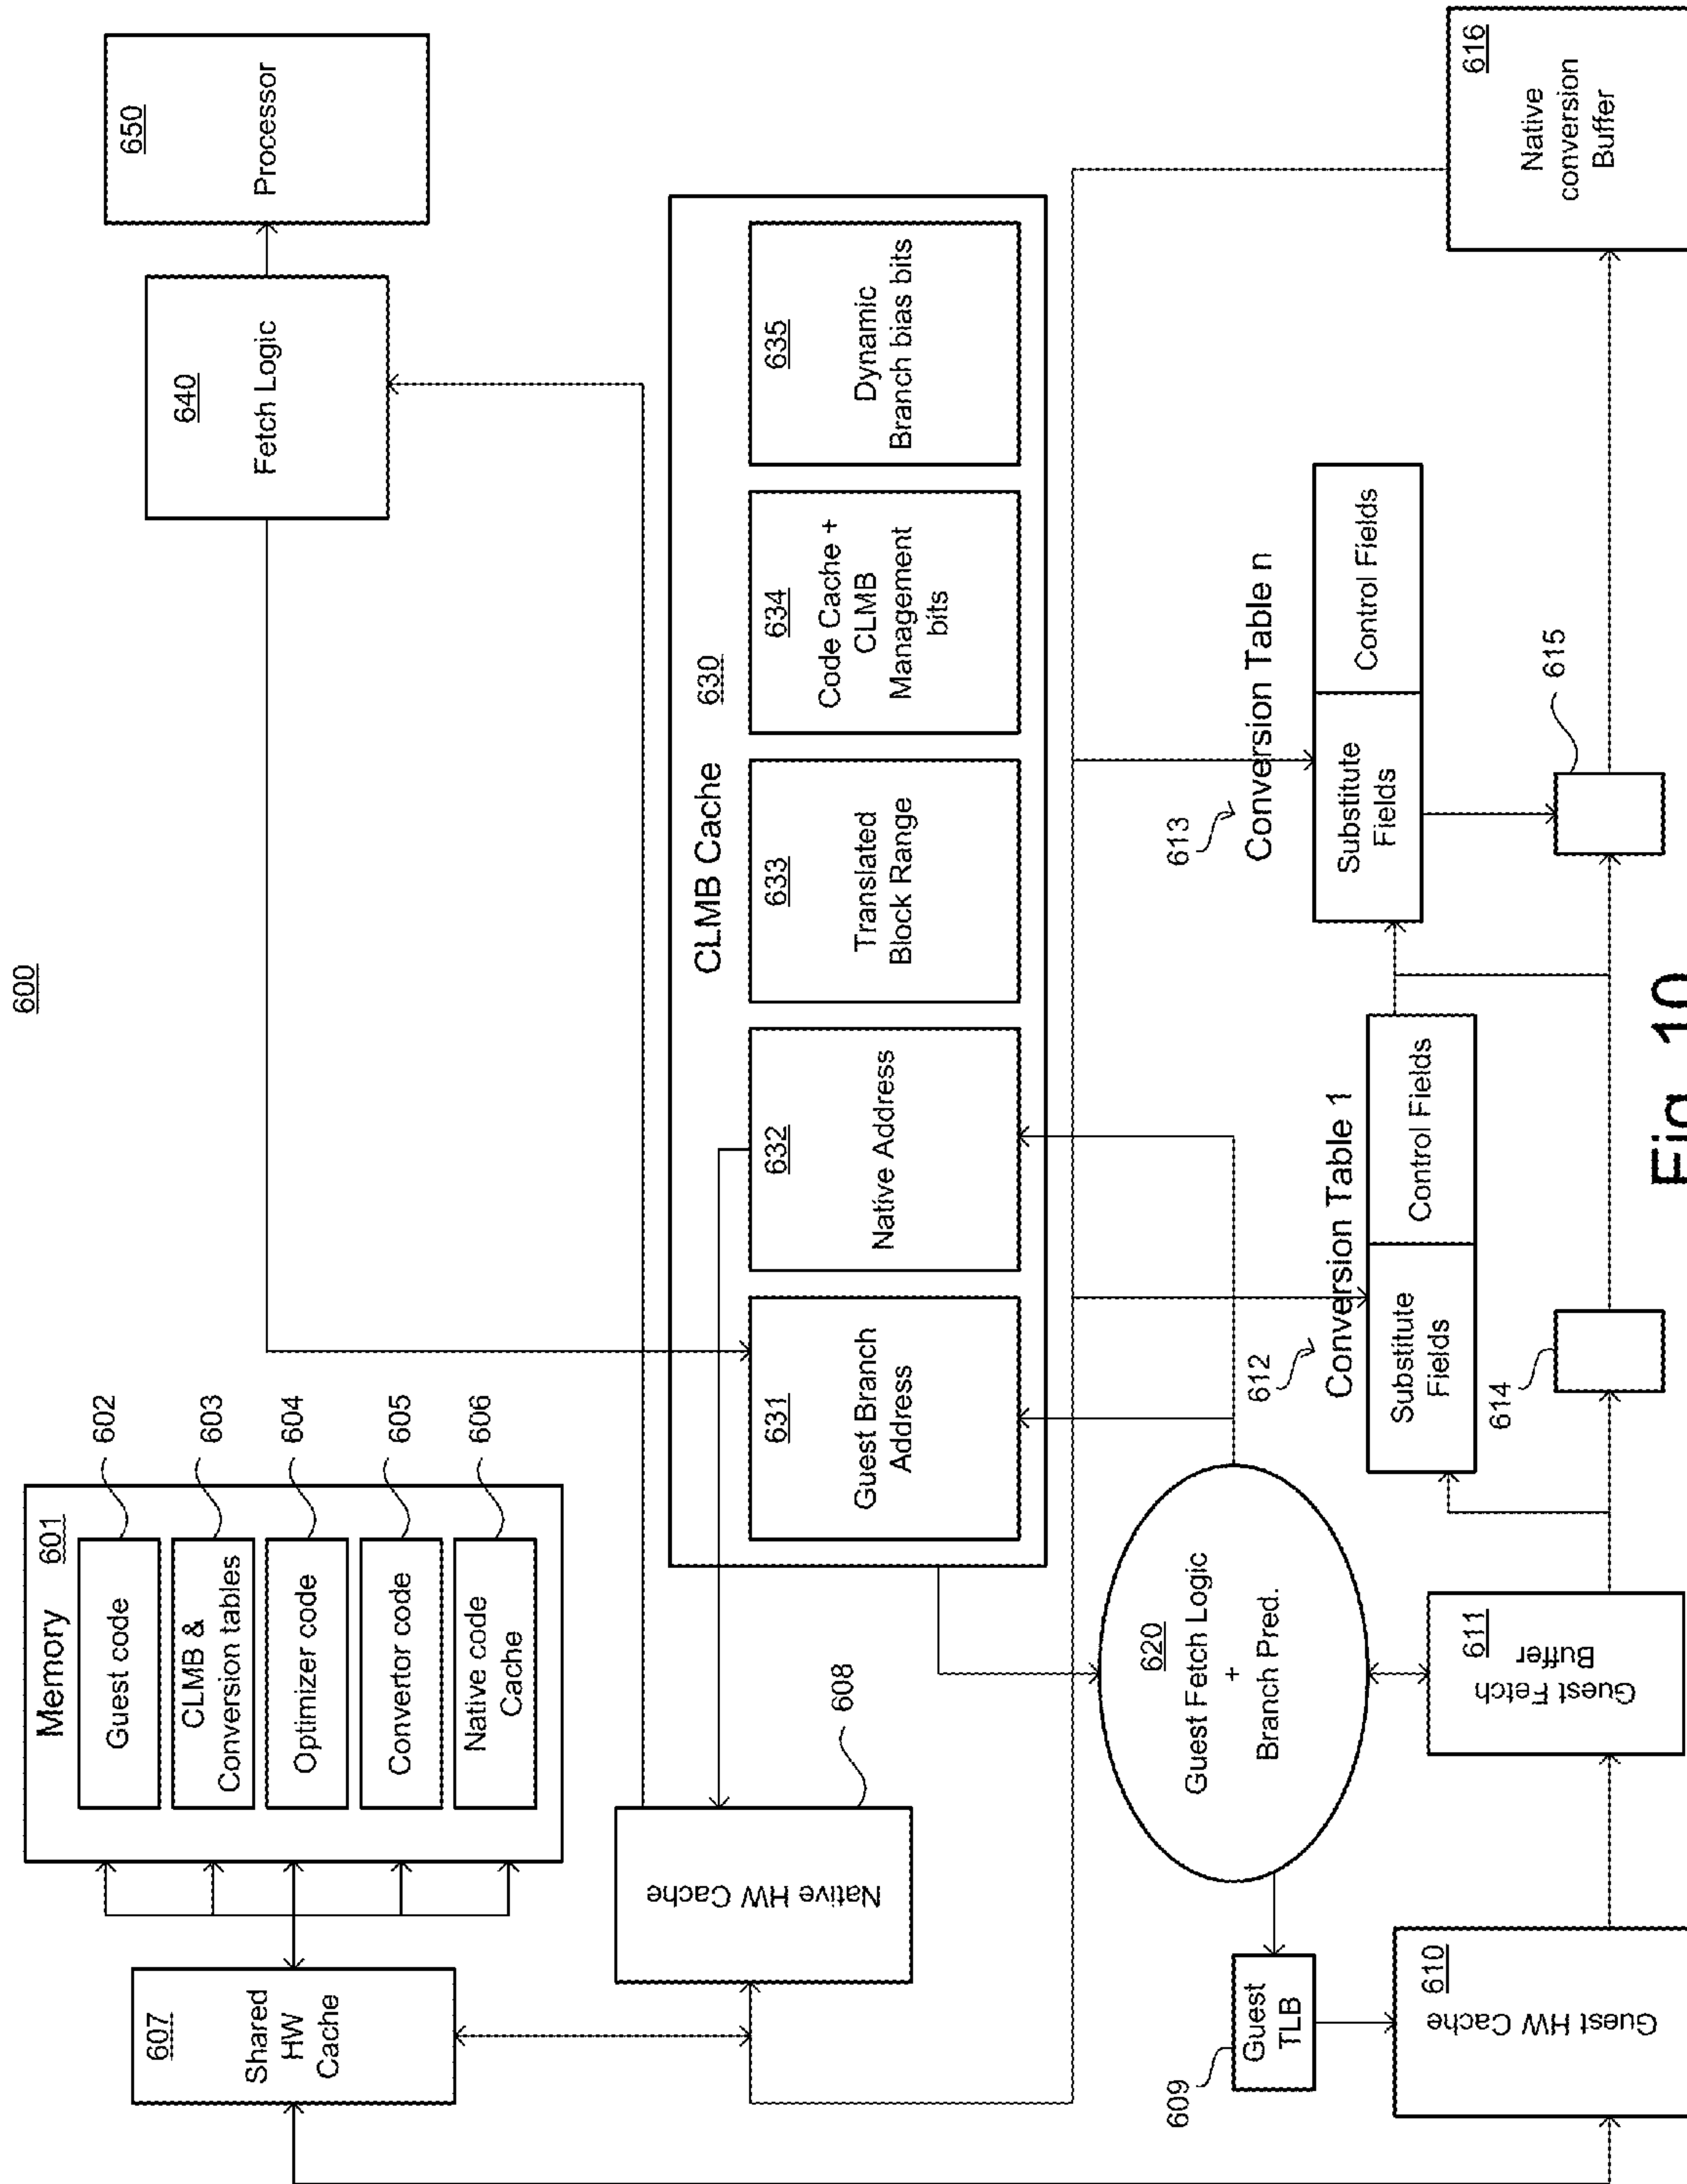 600
Memory
601
Guest code
CLMB &
Conversion tables
Optimizer code
Convertor code
Native code
Cache
602
603
604
605
606
607
Shared
HW
Cache
640
Fetch Logic
650
Processor
Native HW Cache
608
CLMB Cache
630
631
Guest Branch
Address
632
Native Address
633
Translated
Block Range
634
Code Cache +
CLMB
Management
bits
635
Dynamic
Branch bias bits
620
Guest Fetch Logic
+
Branch Pred.
609
Guest
TLB
610
Guest HW Cache
611
Guest Fetch
Buffer
612
Conversion Table 1
Substitute
Fields
Control Fields
613
Conversion Table n
Substitute
Fields
Control Fields
614
615
616
Native
conversion
Buffer
Fig. 10